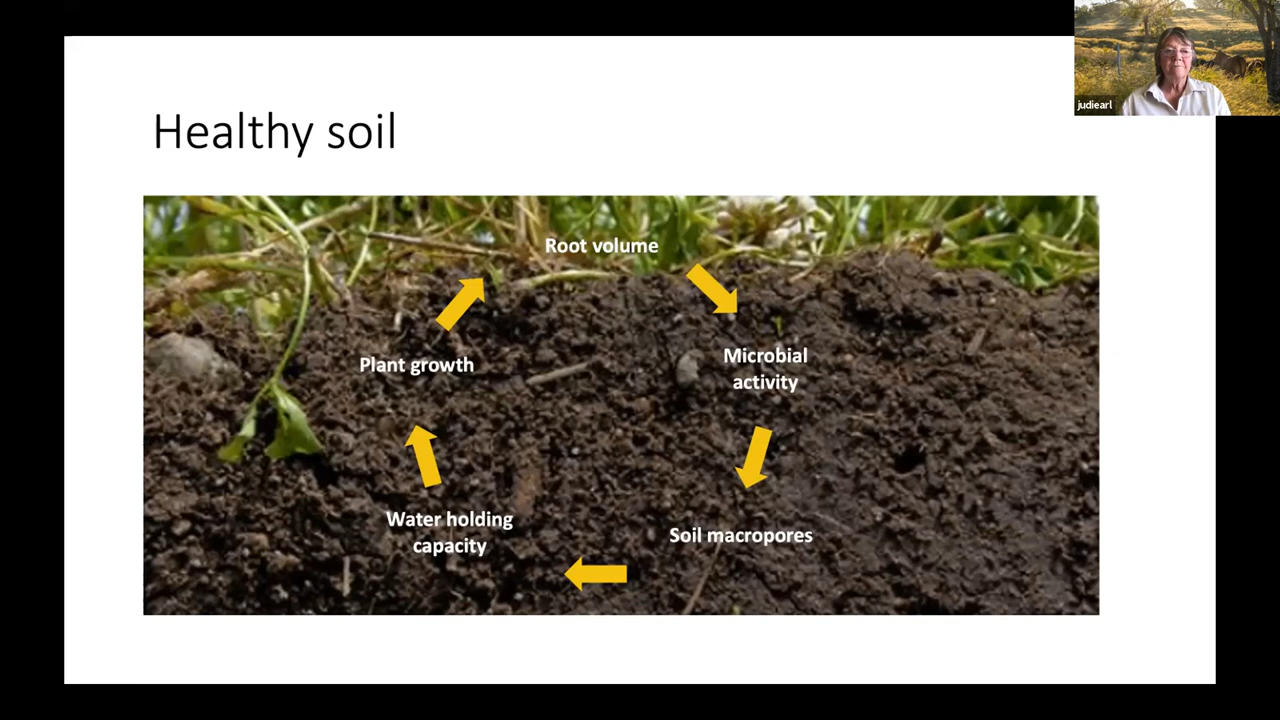 judiearl
Healthy soil
Root volume
Plant growth
Microbial
activity
Water holding
capacity
Soil macropores